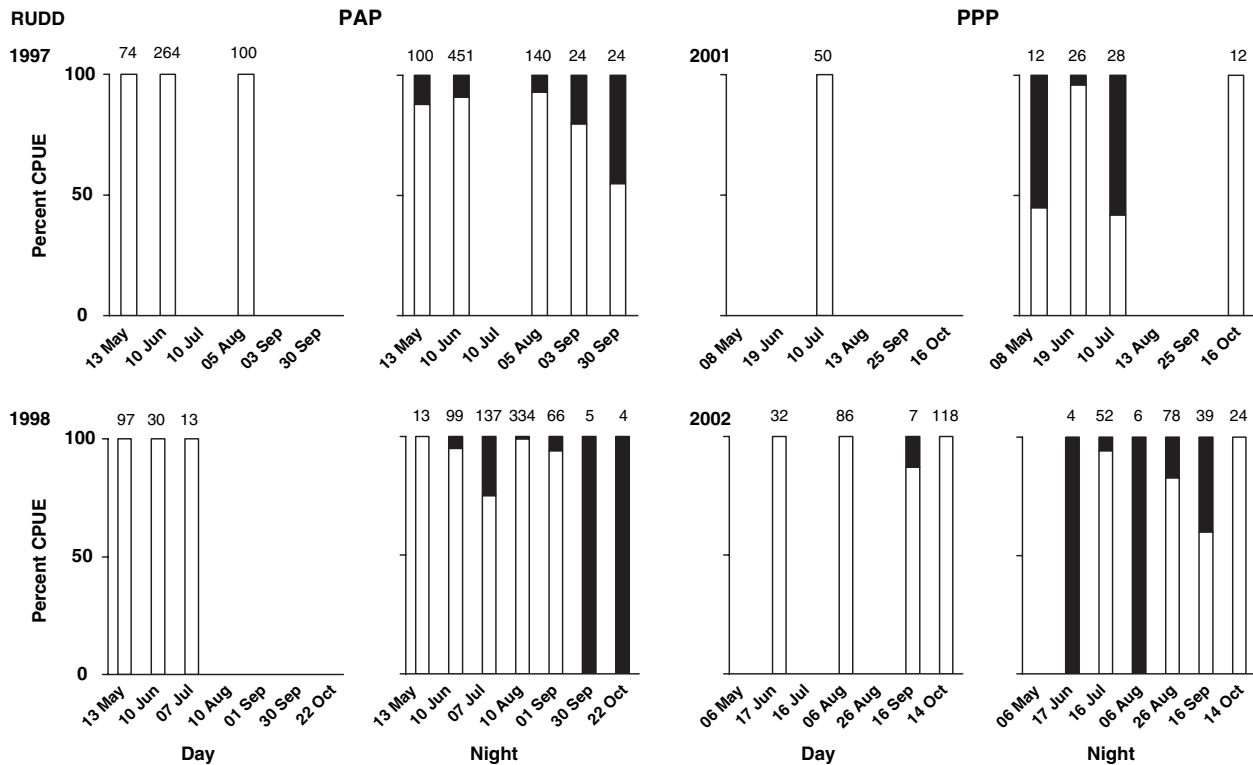 RUDD PAP PPP
1997 74 264 100 100 451 140 24 24 2001 50 12 26 28 12
100
50
0
Percent CPUE
13 May 10 Jun 10 Jul 05 Aug 03 Sep 30 Sep
13 May 10 Jun 10 Jul 05 Aug 03 Sep 30 Sep
08 May 19 Jun 10 Jul 13 Aug 25 Sep 16 Oct
08 May 19 Jun 10 Jul 13 Aug 25 Sep 16 Oct
1998 97 30 13 13 99 137 334 66 5 4 2002 32 86 7 118 4 52 6 78 39 24
100
50
0
Percent CPUE
13 May 10 Jun 07 Jul 10 Aug 01 Sep 30 Sep 22 Oct
13 May 10 Jun 07 Jul 10 Aug 01 Sep 30 Sep 22 Oct
06 May 17 Jun 16 Jul 06 Aug 26 Aug 16 Sep 14 Oct
06 May 17 Jun 16 Jul 06 Aug 26 Aug 16 Sep 14 Oct
Day Night Day Night